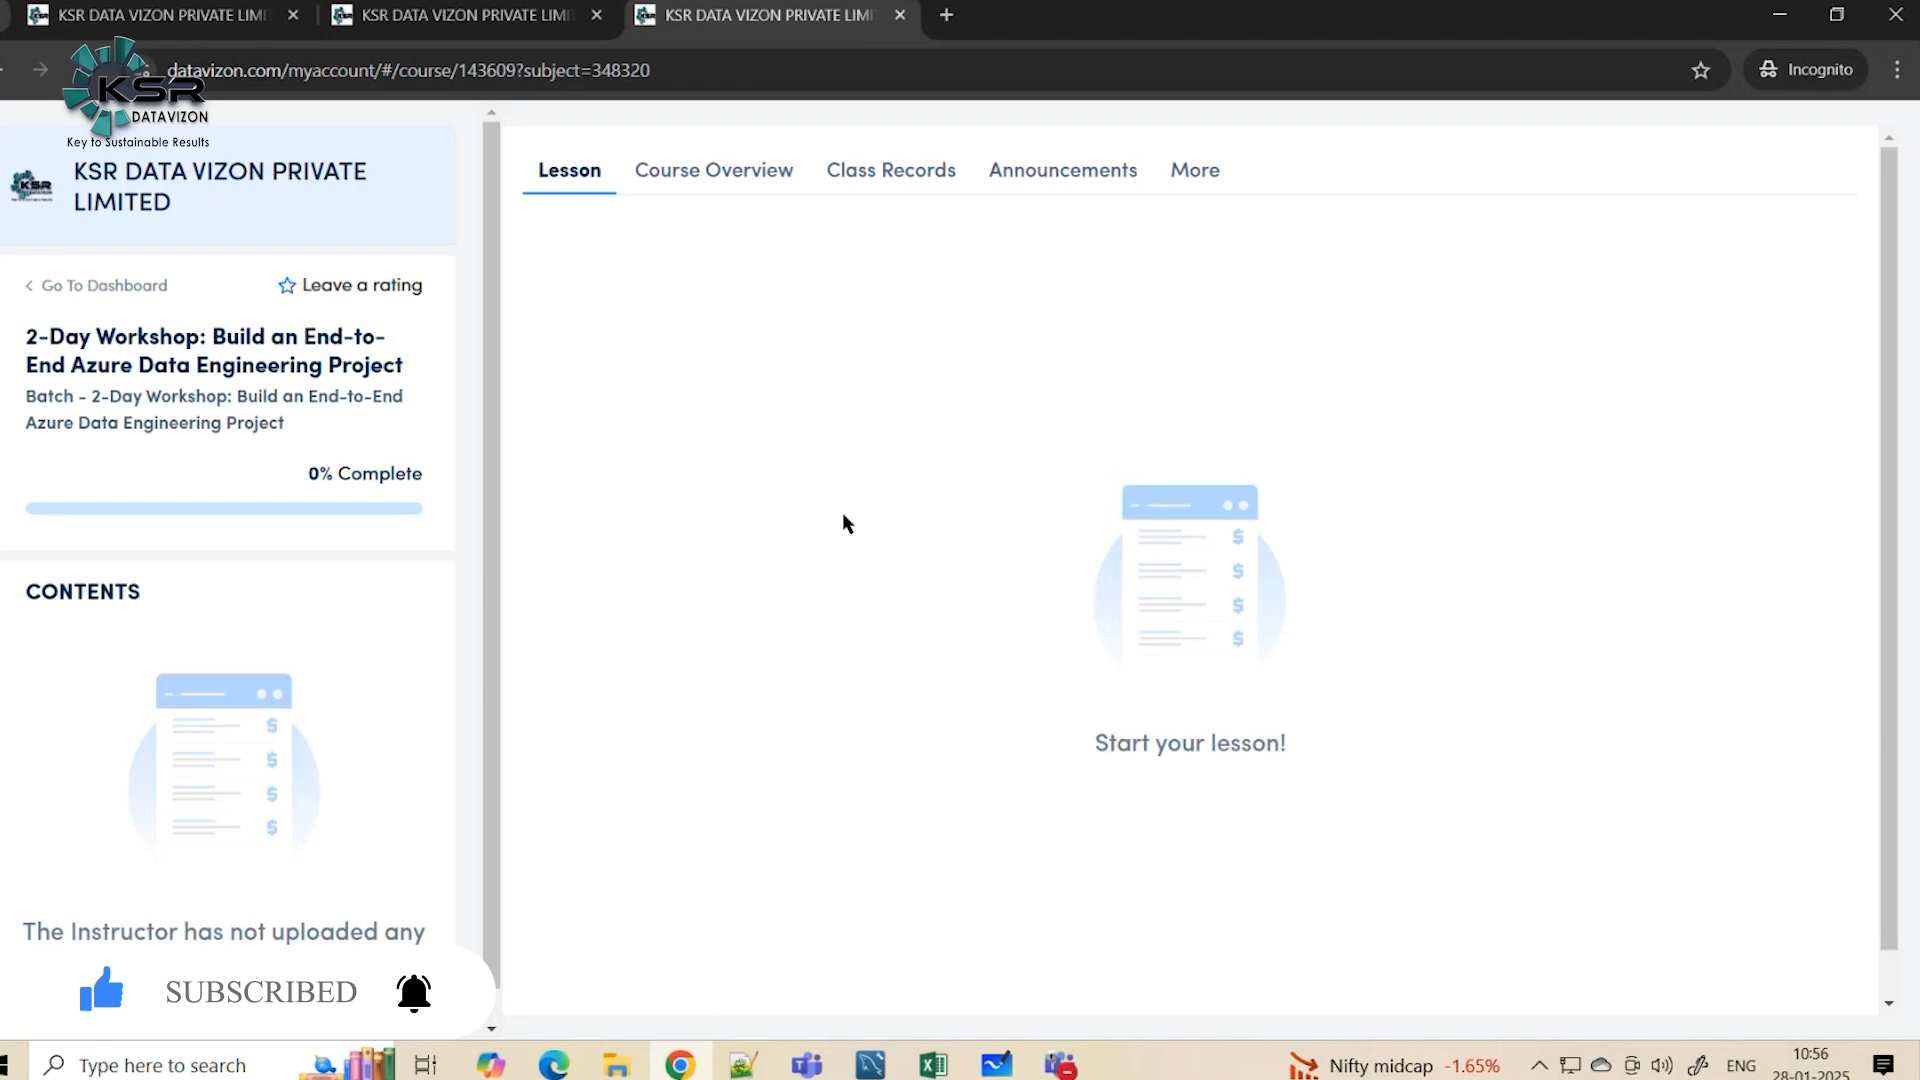 KSR DATA VIZON PRIVATE LIMI
KSR DATA VIZON PRIVATE LIMI
KSR DATA VIZON PRIVATE LIMI
datavizon.com/myaccount/#/course/143609?subject=348320
Incognito
KSR
DATAVIZON
Key to Sustainable Results
KSR
KSR DATA VIZON PRIVATE
LIMITED
Lesson Course Overview Class Records Announcements More
Go To Dashboard
Leave a rating
2-Day Workshop: Build an End-to-
End Azure Data Engineering Project
Batch - 2-Day Workshop: Build an End-to-End
Azure Data Engineering Project
0% Complete
CONTENTS
Start your lesson!
The Instructor has not uploaded any
SUBSCRIBED
Type here to search
Nifty midcap -1.65%
ENG
10:56
28-01-2025